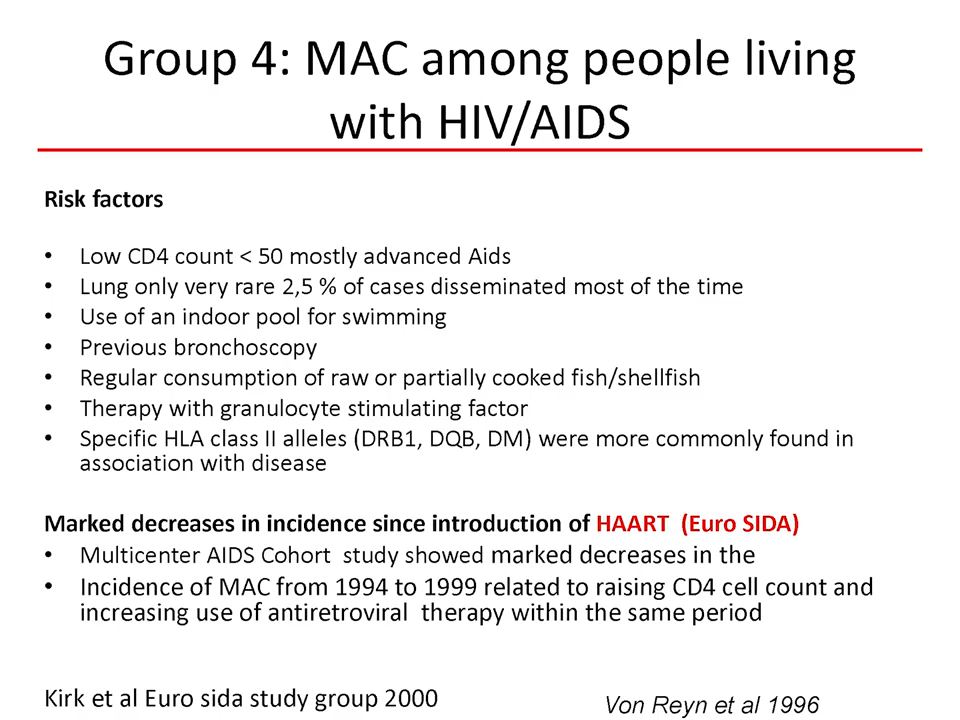 Group 4: MAC among people living
with HIV/AIDS
Risk factors
• Low CD4 count < 50 mostly advanced Aids
• Lung only very rare 2,5 % of cases disseminated most of the time
• Use of an indoor pool for swimming
• Previous bronchoscopy
• Regular consumption of raw or partially cooked fish/shellfish
• Therapy with granulocyte stimulating factor
• Specific HLA class II alleles (DRB1, DQB, DM) were more commonly found in
association with disease
Marked decreases in incidence since introduction of HAART (Euro SIDA)
• Multicenter AIDS Cohort study showed marked decreases in the
• Incidence of MAC from 1994 to 1999 related to raising CD4 cell count and
increasing use of antiretroviral therapy within the same period
Kirk et al Euro sida study group 2000
Von Reyn et al 1996